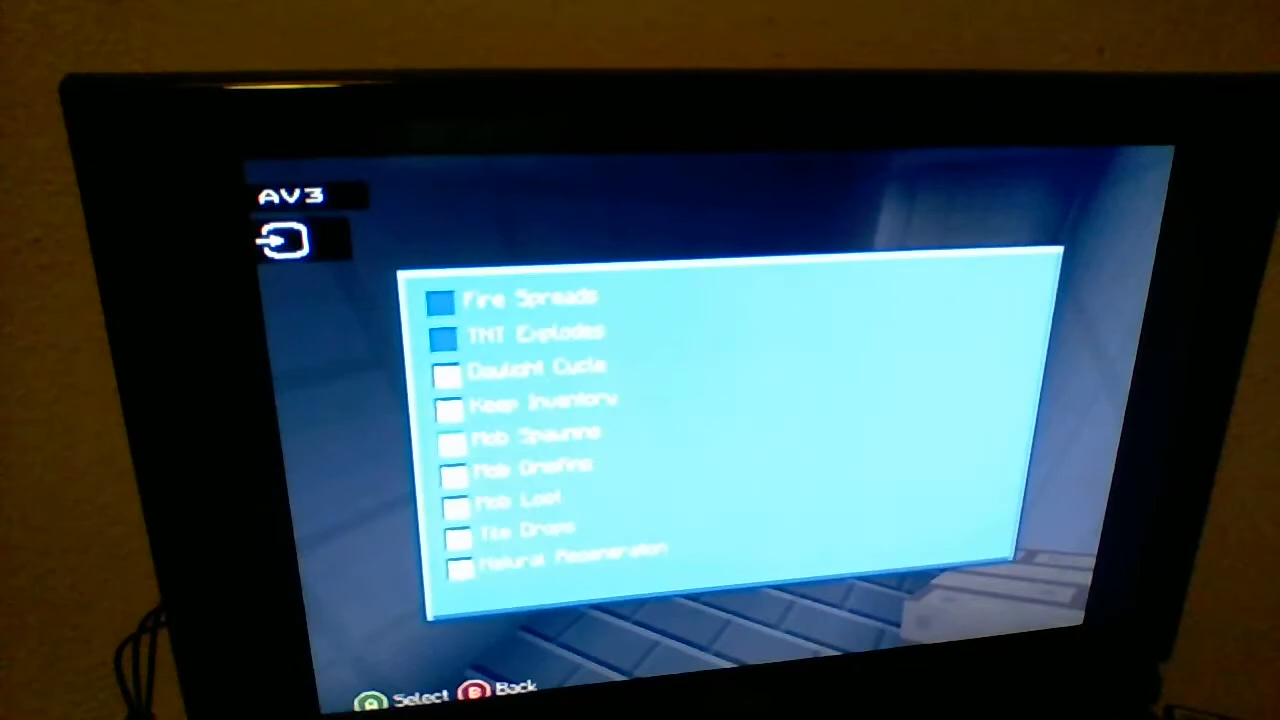 AV3
Fire Spreads
TNT Explodes
Daylight Cycle
Keep Inventory
Mob Spawning
Mob Griefing
Mob Loot
Tile Drops
Natural Regeneration
A Select B Back